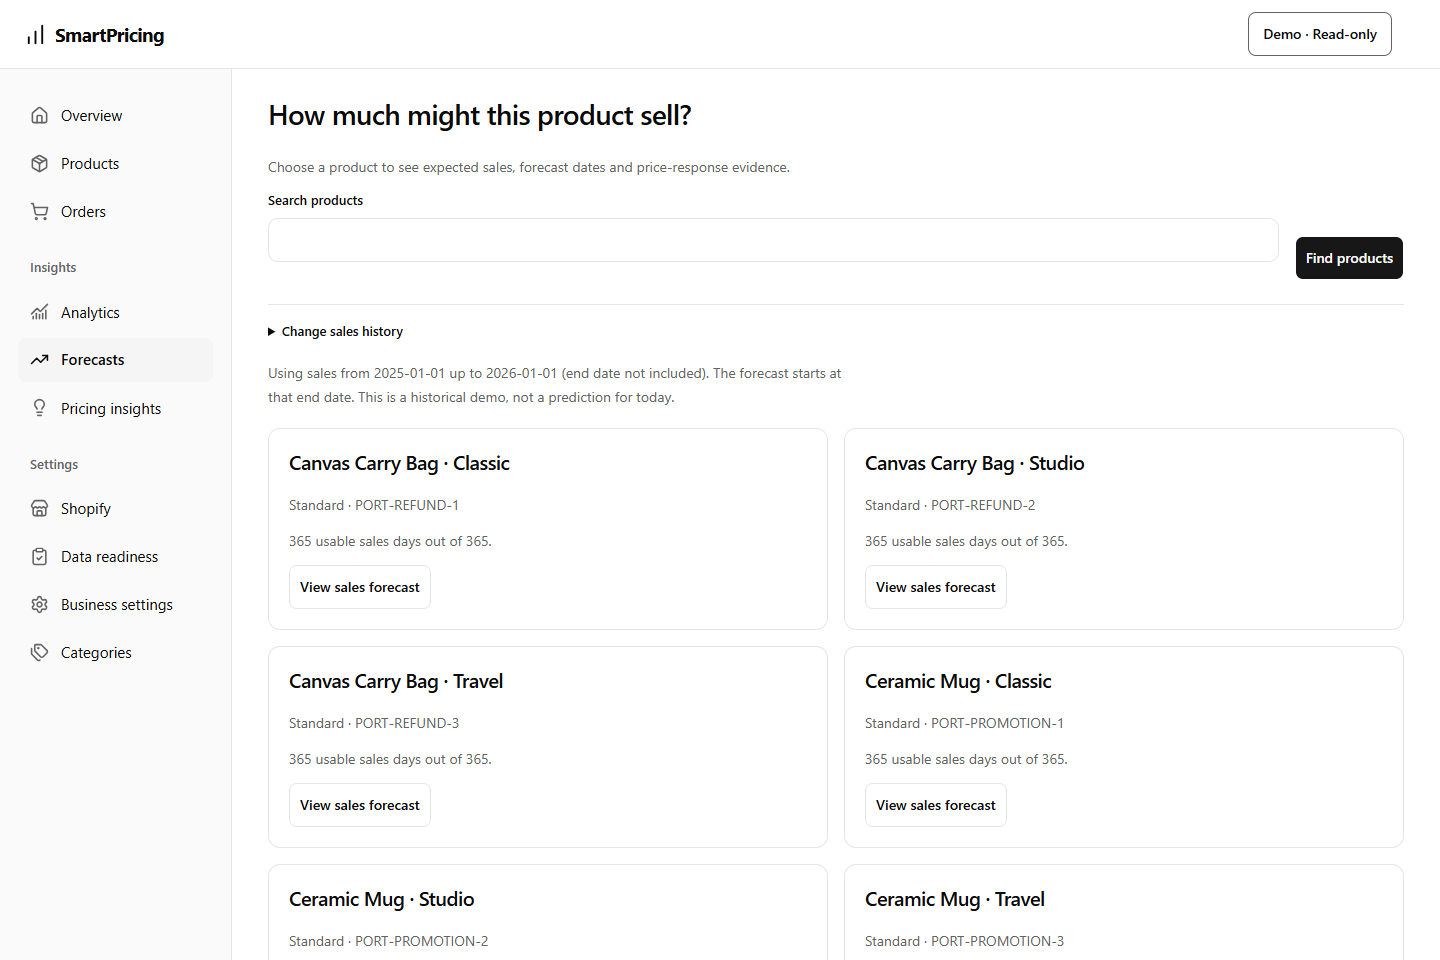 SmartPricing
Demo · Read-only
Overview
Products
Orders
Insights
Analytics
Forecasts
Pricing insights
Settings
Shopify
Data readiness
Business settings
Categories
How much might this product sell?
Choose a product to see expected sales, forecast dates and price-response evidence.
Search products
Find products
Change sales history
Using sales from 2025-01-01 up to 2026-01-01 (end date not included). The forecast starts at
that end date. This is a historical demo, not a prediction for today.
Canvas Carry Bag · Classic
Standard · PORT-REFUND-1
365 usable sales days out of 365.
View sales forecast
Canvas Carry Bag · Studio
Standard · PORT-REFUND-2
365 usable sales days out of 365.
View sales forecast
Canvas Carry Bag · Travel
Standard · PORT-REFUND-3
365 usable sales days out of 365.
View sales forecast
Ceramic Mug · Classic
Standard · PORT-PROMOTION-1
365 usable sales days out of 365.
View sales forecast
Ceramic Mug · Studio
Standard · PORT-PROMOTION-2
Ceramic Mug · Travel
Standard · PORT-PROMOTION-3